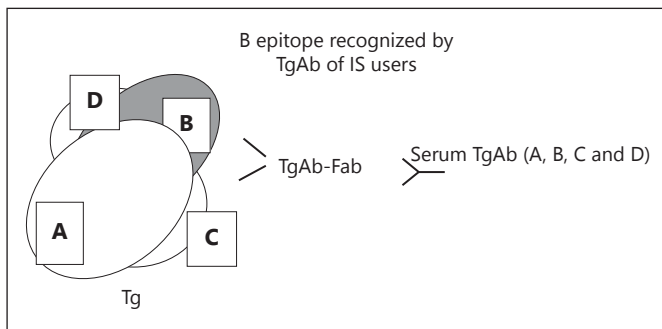 B epitope recognized by
TgAb of IS users
D
B
TgAb-Fab
Serum TgAb (A, B, C and D)
A
C
Tg